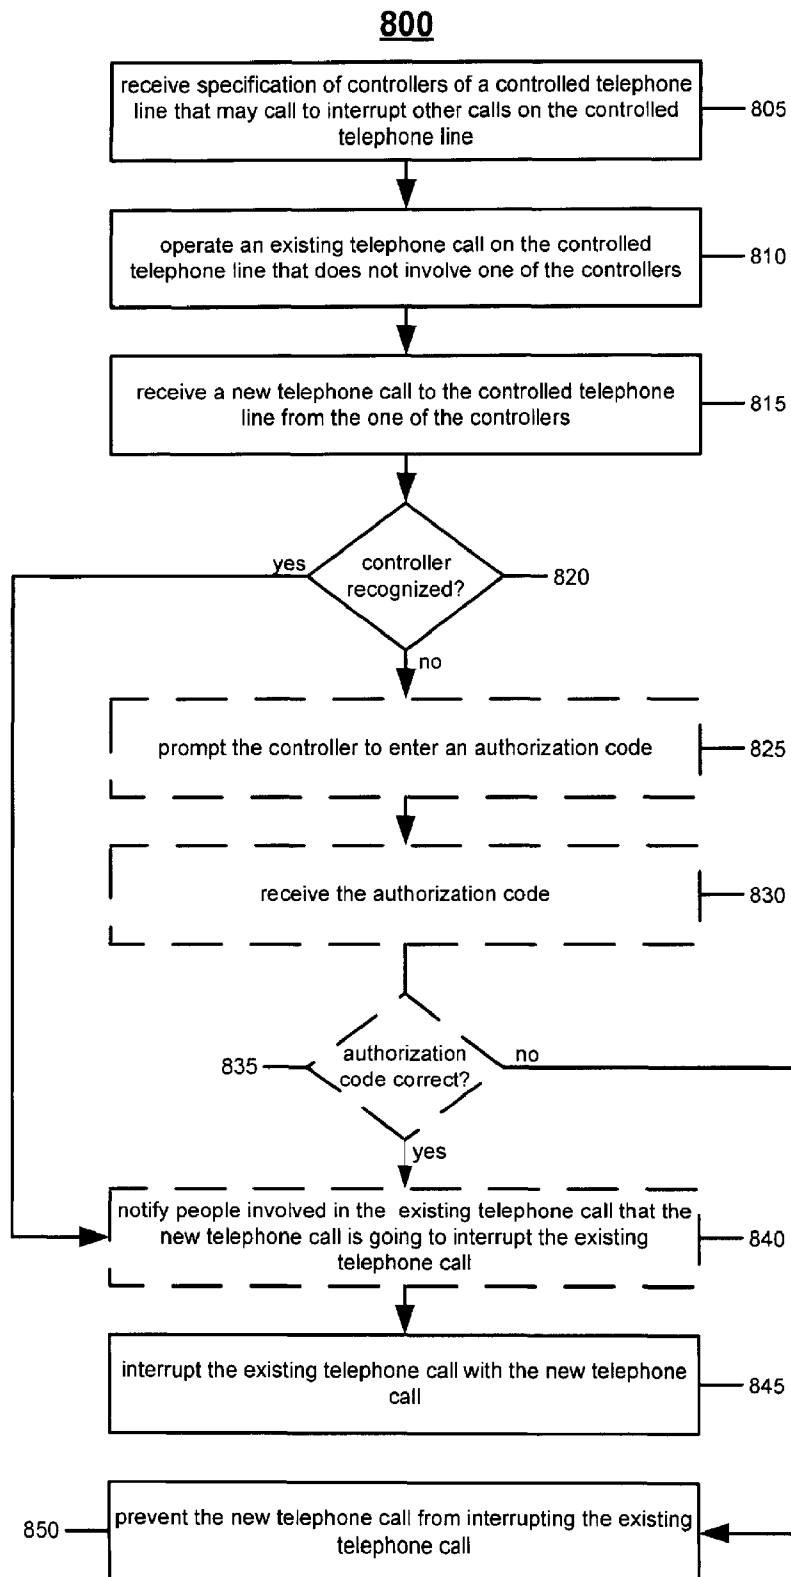 800
receive specification of controllers of a controlled telephone
line that may call to interrupt other calls on the controlled
telephone line
805
operate an existing telephone call on the controlled
telephone line that does not involve one of the controllers
810
receive a new telephone call to the controlled telephone
line from the one of the controllers
815
yes
controller
recognized?
820
no
prompt the controller to enter an authorization code
825
receive the authorization code
830
835
authorization
code correct?
no
yes
notify people involved in the existing telephone call that the
new telephone call is going to interrupt the existing
telephone call
840
interrupt the existing telephone call with the new telephone
call
845
850
prevent the new telephone call from interrupting the existing
telephone call